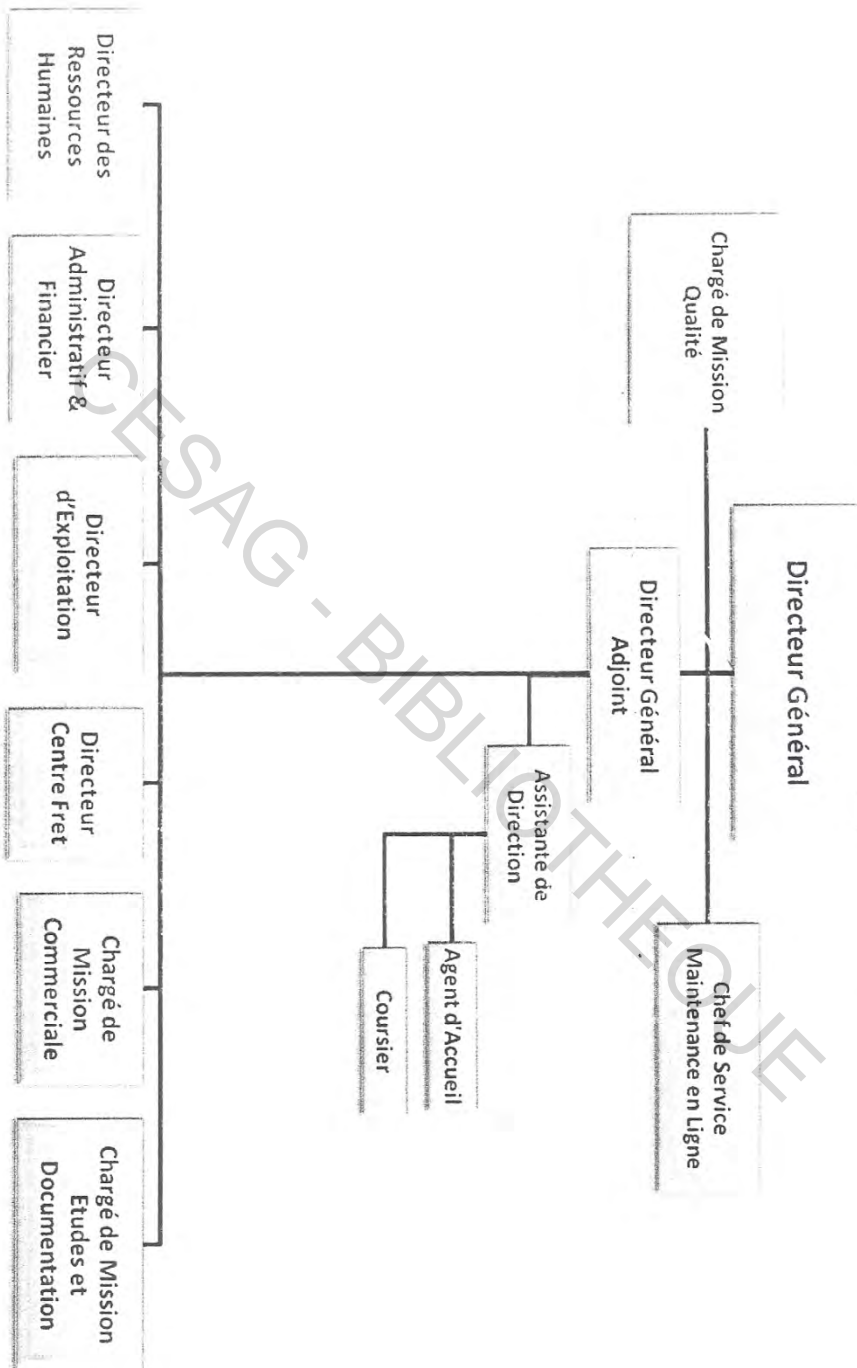 Directeur Général
Chargé de Mission
Qualité
Chef de Service
Maintenance en Ligne
Directeur Général
Adjoint
Assistante de
Direction
Agent d'Accueil
Coursier
Directeur des
Ressources
Humaines
Directeur
Administratif &
Financier
Directeur
d'Exploitation
Directeur
Centre Fret
Chargé de
Mission
Commerciale
Chargé de Mission
Etudes et
Documentation
CESAG - BIBLIOTHEQUE